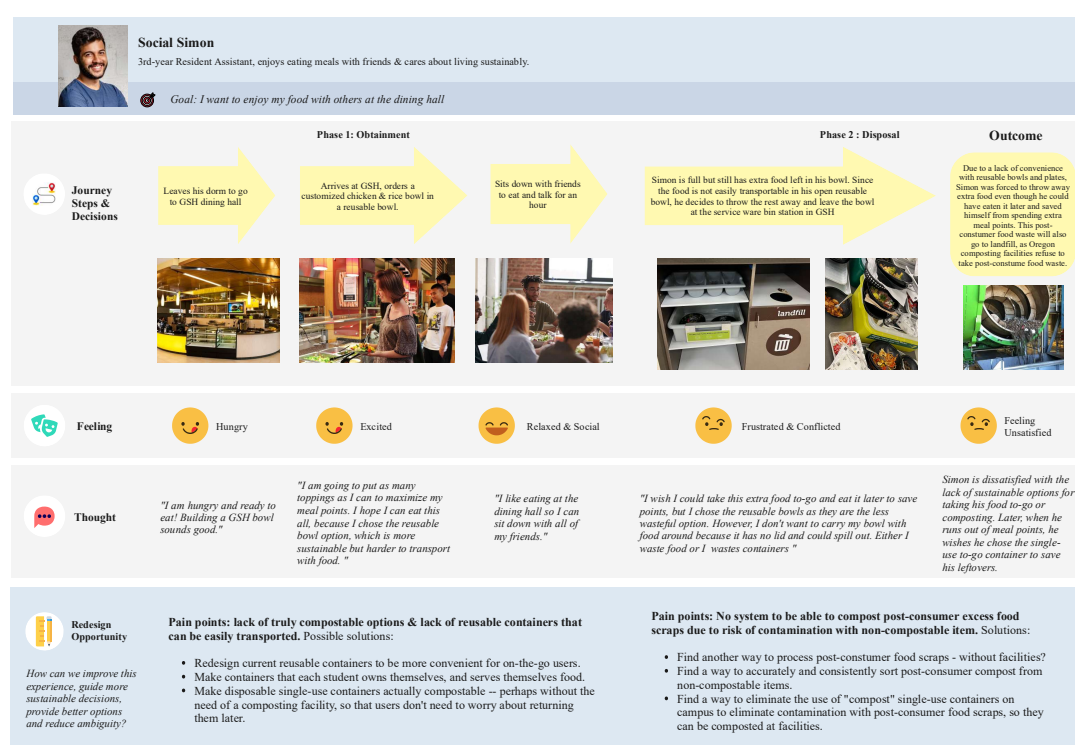 Social Simon
3rd-year Resident Assistant, enjoys eating meals with friends & cares about living sustainably.
Goal: I want to enjoy my food with others at the dining hall
Phase 1: Obtainment
Phase 2 : Disposal
Outcome
Journey
Steps &
Decisions
Leaves his dorm to go
to GSH dining hall
Arrives at GSH, orders a
customized chicken & rice bowl in
a reusable bowl.
Sits down with friends
to eat and talk for an
hour
Simon is full but still has extra food left in his bowl. Since
the food is not easily transportable in his open reusable
bowl, he decides to throw the rest away and leave the bowl
at the service ware bin station in GSH
Due to a lack of convenience
with reusable bowls and plates,
Simon was forced to throw away
extra food even though he could
have eaten it later and saved
himself from spending extra
meal points. This post-
constumer food waste will also
go to landfill, as Oregon
composting facilities refuse to
take post-constume food waste.
landfill
Feeling
Hungry
Excited
Relaxed & Social
Frustrated & Conflicted
Feeling
Unsatisfied
Thought
"I am hungry and ready to
eat! Building a GSH bowl
sounds good."
"I am going to put as many
toppings as I can to maximize my
meal points. I hope I can eat this
all, because I chose the reusable
bowl option, which is more
sustainable but harder to transport
with food. "
"I like eating at the
dining hall so I can
sit down with all of
my friends."
"I wish I could take this extra food to-go and eat it later to save
points, but I chose the reusable bowls as they are the less
wasteful option. However, I don't want to carry my bowl with
food around because it has no lid and could spill out. Either I
waste food or I  wastes containers "
Simon is dissatisfied with the
lack of sustainable options for
taking his food to-go or
composting. Later, when he
runs out of meal points, he
wishes he chose the single-
use to-go container to save
his leftovers.
Redesign
Opportunity
How can we improve this
experience, guide more
sustainable decisions,
provide better options
and reduce ambiguity?
Pain points: lack of truly compostable options & lack of reusable containers that
can be easily transported. Possible solutions:
• Redesign current reusable containers to be more convenient for on-the-go users.
• Make containers that each student owns themselves, and serves themselves food.
• Make disposable single-use containers actually compostable -- perhaps without the
need of a composting facility, so that users don't need to worry about returning
them later.
Pain points: No system to be able to compost post-consumer excess food
scraps due to risk of contamination with non-compostable item. Solutions:
• Find another way to process post-constumer food scraps - without facilities?
• Find a way to accurately and consistently sort post-consumer compost from
non-compostable items.
• Find a way to eliminate the use of "compost" single-use containers on
campus to eliminate contamination with post-consumer food scraps, so they
can be composted at facilities.